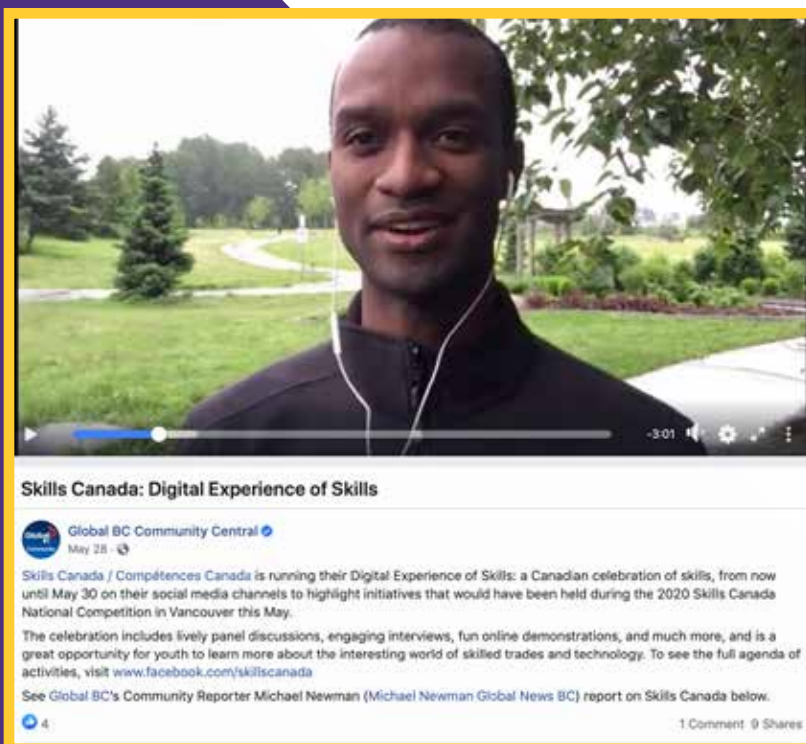 -3:01
Skills Canada: Digital Experience of Skills
Global BC Community Central
May 28 ·
Skills Canada / Compétences Canada is running their Digital Experience of Skills: a Canadian celebration of skills, from now
until May 30 on their social media channels to highlight initiatives that would have been held during the 2020 Skills Canada
National Competition in Vancouver this May.
The celebration includes lively panel discussions, engaging interviews, fun online demonstrations, and much more, and is a
great opportunity for youth to learn more about the interesting world of skilled trades and technology. To see the full agenda of
activities, visit www.facebook.com/skillscanada
See Global BC's Community Reporter Michael Newman (Michael Newman Global News BC) report on Skills Canada below.
4
1 Comment 9 Shares